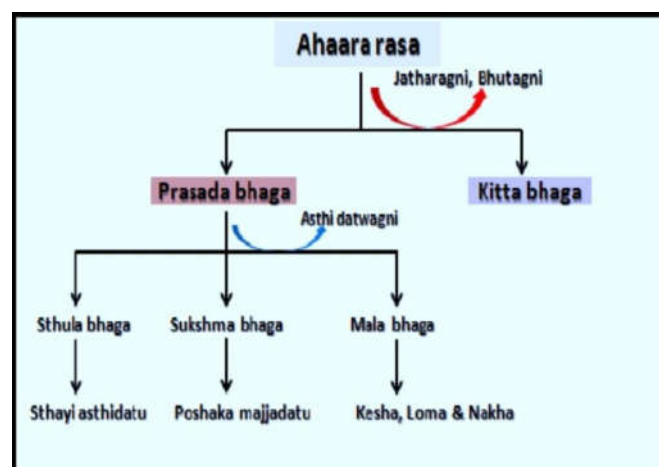 Ahaara rasa
Jatharagni, Bhutagni
Prasada bhaga
Kitta bhaga
Asthi datwagni
Sthula bhaga
Sukshma bhaga
Mala bhaga
Sthayi asthidatu
Poshaka majjadatu
Kesha, Loma & Nakha